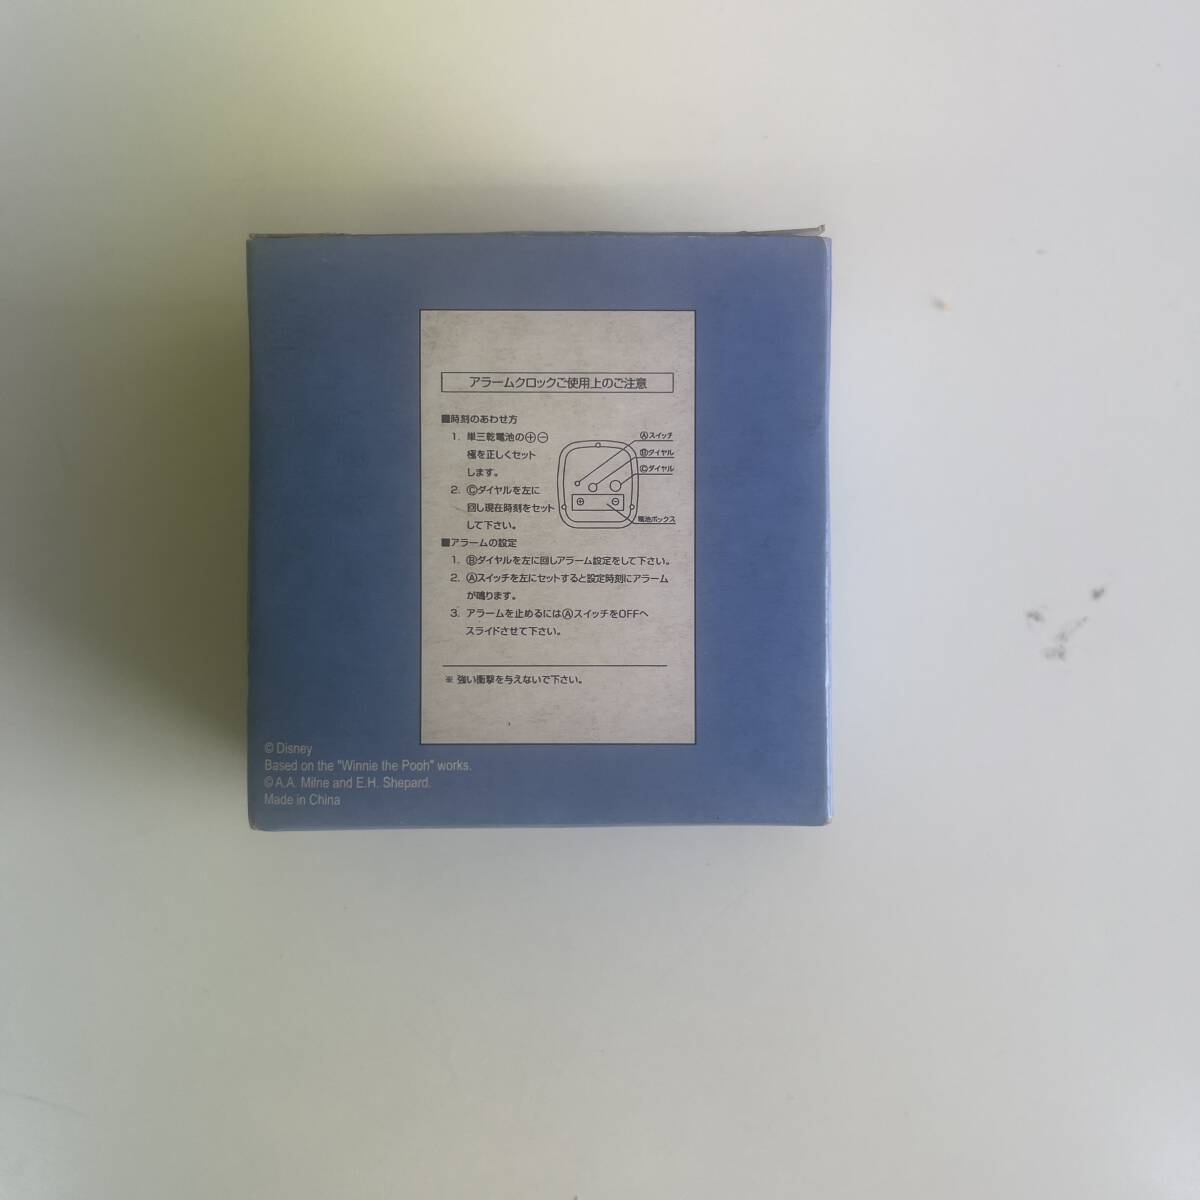 アラームクロックご使用上のご注意
■時刻のあわせ方
1. 単三乾電池の⊕⊖
極を正しくセット
します。
2. Ⓒダイヤルを左に
回し現在時刻をセット
して下さい。
Ⓐスイッチ
Ⓑダイヤル
Ⓒダイヤル
⊕ ⊖
電池ボックス
■アラームの設定
1. Ⓑダイヤルを左に回しアラーム設定をして下さい。
2. Ⓐスイッチを左にセットすると設定時刻にアラーム
が鳴ります。
3. アラームを止めるにはⒶスイッチをOFFへ
スライドさせて下さい。
※ 強い衝撃を与えないで下さい。
© Disney
Based on the "Winnie the Pooh" works.
© A.A. Milne and E.H. Shepard.
Made in China